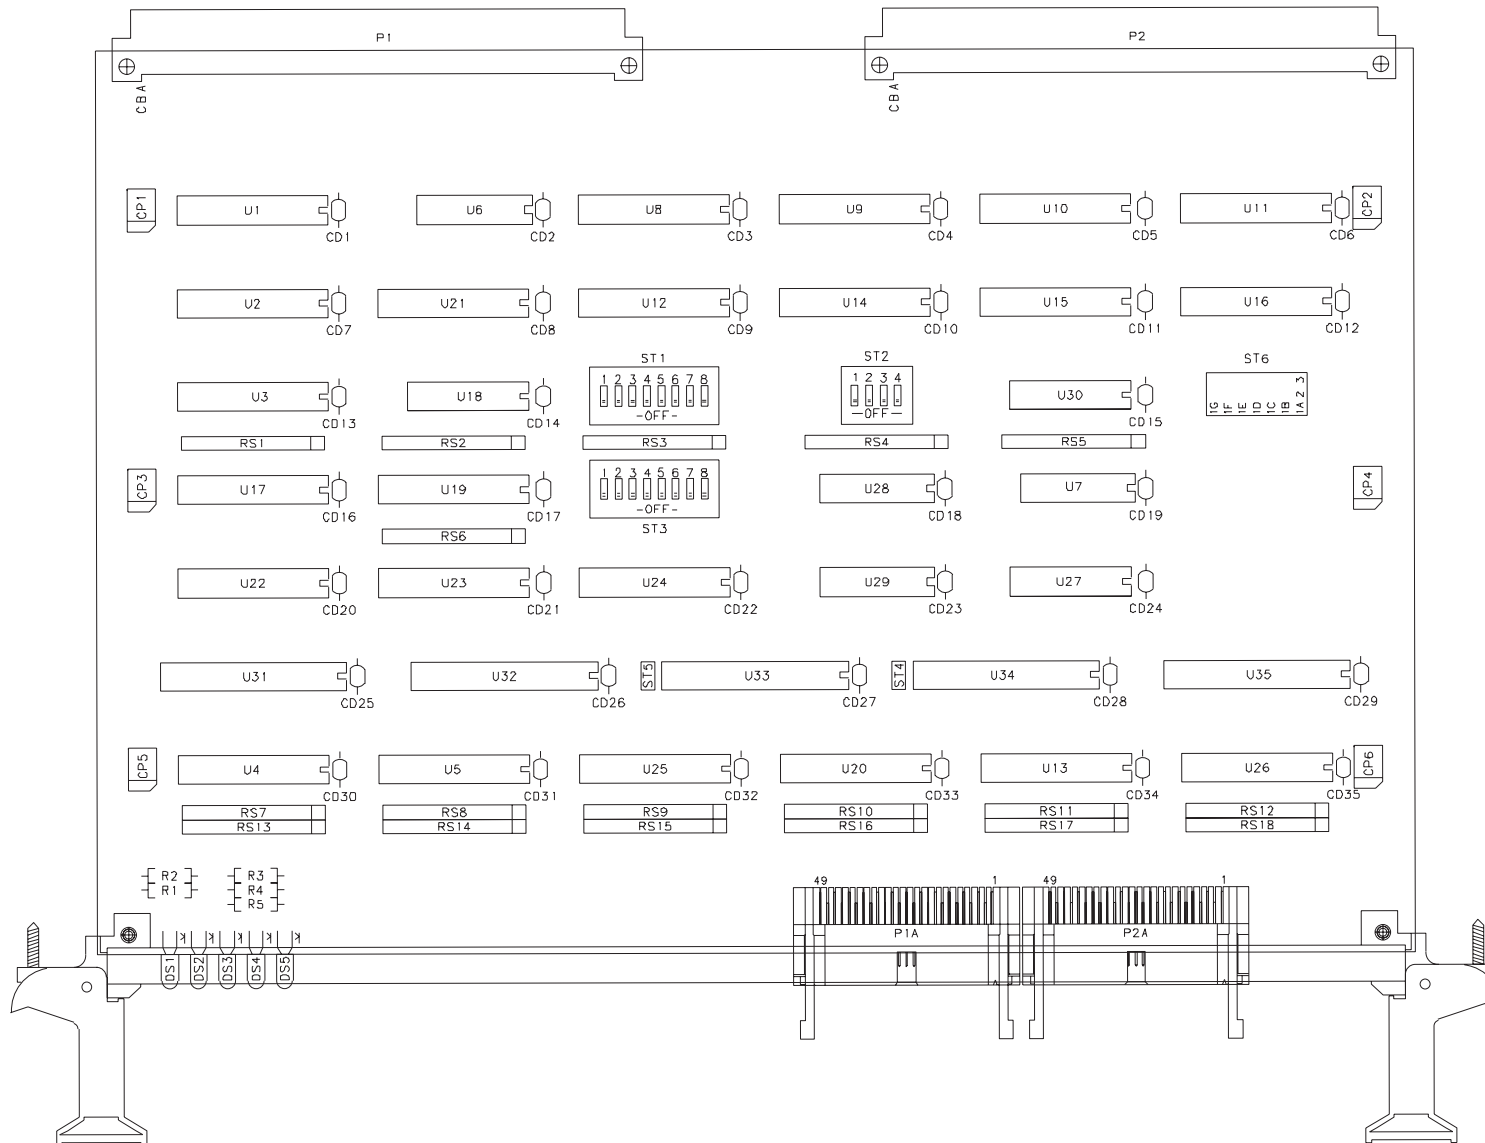 P1 P2
CBA CBA
CP1 U1 U6 U8 U9 U10 U11 CP2
CD1 CD2 CD3 CD4 CD5 CD6
U2 U21 U12 U14 U15 U16
CD7 CD8 CD9 CD10 CD11 CD12
ST1 ST2 ST6
1 2 3 4 5 6 7 8 1 2 3 4
U3 U18 U30
-OFF- -OFF- 1G 1F 1E 1D 1C 1B 1A 2 3
CD13 CD14 CD15
RS1 RS2 RS3 RS4 RS5
1 2 3 4 5 6 7 8
CP3 U17 U19 U28 U7 CP4
-OFF-
CD16 CD17 CD18 CD19
ST3
RS6
U22 U23 U24 U29 U27
CD20 CD21 CD22 CD23 CD24
U31 U32 ST5 U33 ST4 U34 U35
CD25 CD26 CD27 CD28 CD29
CP5 U4 U5 U25 U20 U13 U26 CP6
CD30 CD31 CD32 CD33 CD34 CD35
RS7 RS8 RS9 RS10 RS11 RS12
RS13 RS14 RS15 RS16 RS17 RS18
R2 R3
R1 R4
R5
49 1 49 1
P1A P2A
DS1 DS2 DS3 DS4 DS5